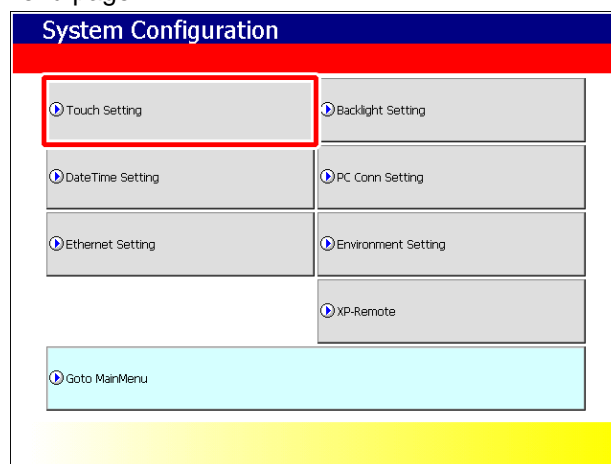 System Configuration
Touch Setting
Backlight Setting
DateTime Setting
PC Conn Setting
Ethernet Setting
Environment Setting
XP-Remote
Goto MainMenu